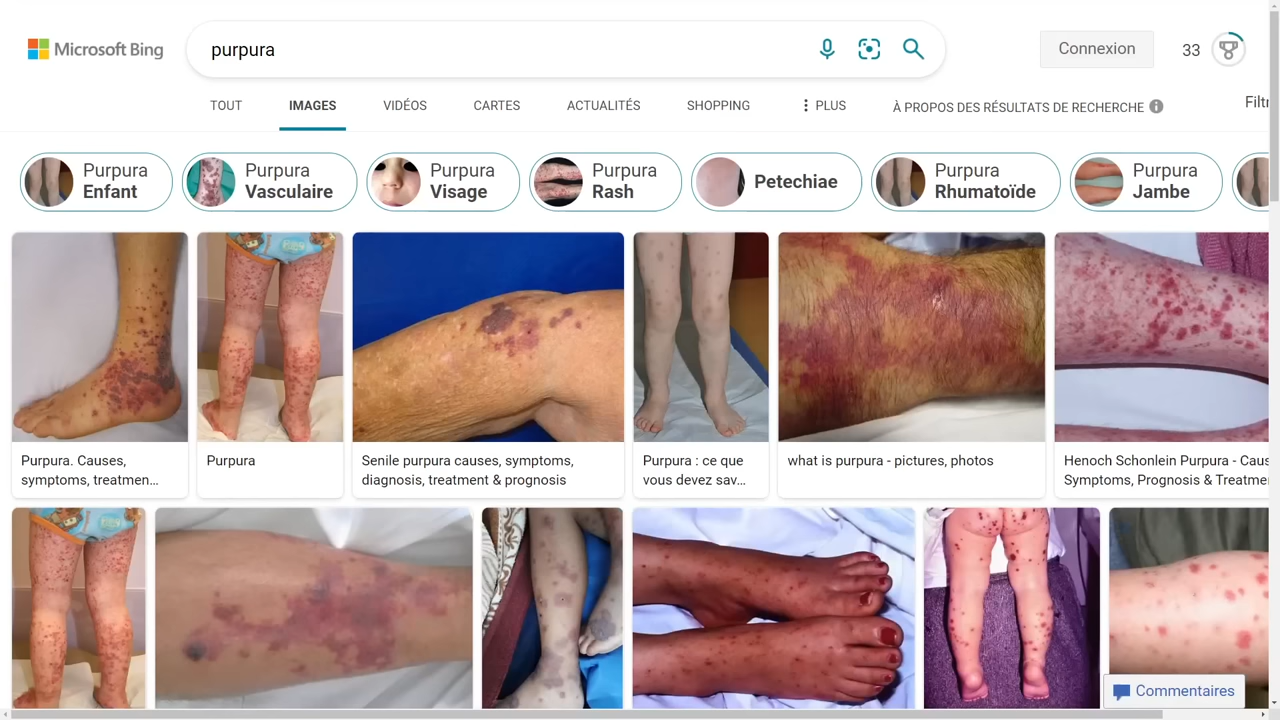 Microsoft Bing
purpura
Connexion
33
TOUT
IMAGES
VIDÉOS
CARTES
ACTUALITÉS
SHOPPING
PLUS
À PROPOS DES RÉSULTATS DE RECHERCHE
Filtr
Purpura
Enfant
Purpura
Vasculaire
Purpura
Visage
Purpura
Rash
Petechiae
Purpura
Rhumatoïde
Purpura
Jambe
Purpura. Causes,
symptoms, treatmen...
Purpura
Senile purpura causes, symptoms,
diagnosis, treatment & prognosis
Purpura : ce que
vous devez sav...
what is purpura - pictures, photos
Henoch Schonlein Purpura - Caus
Symptoms, Prognosis & Treatme
Commentaires